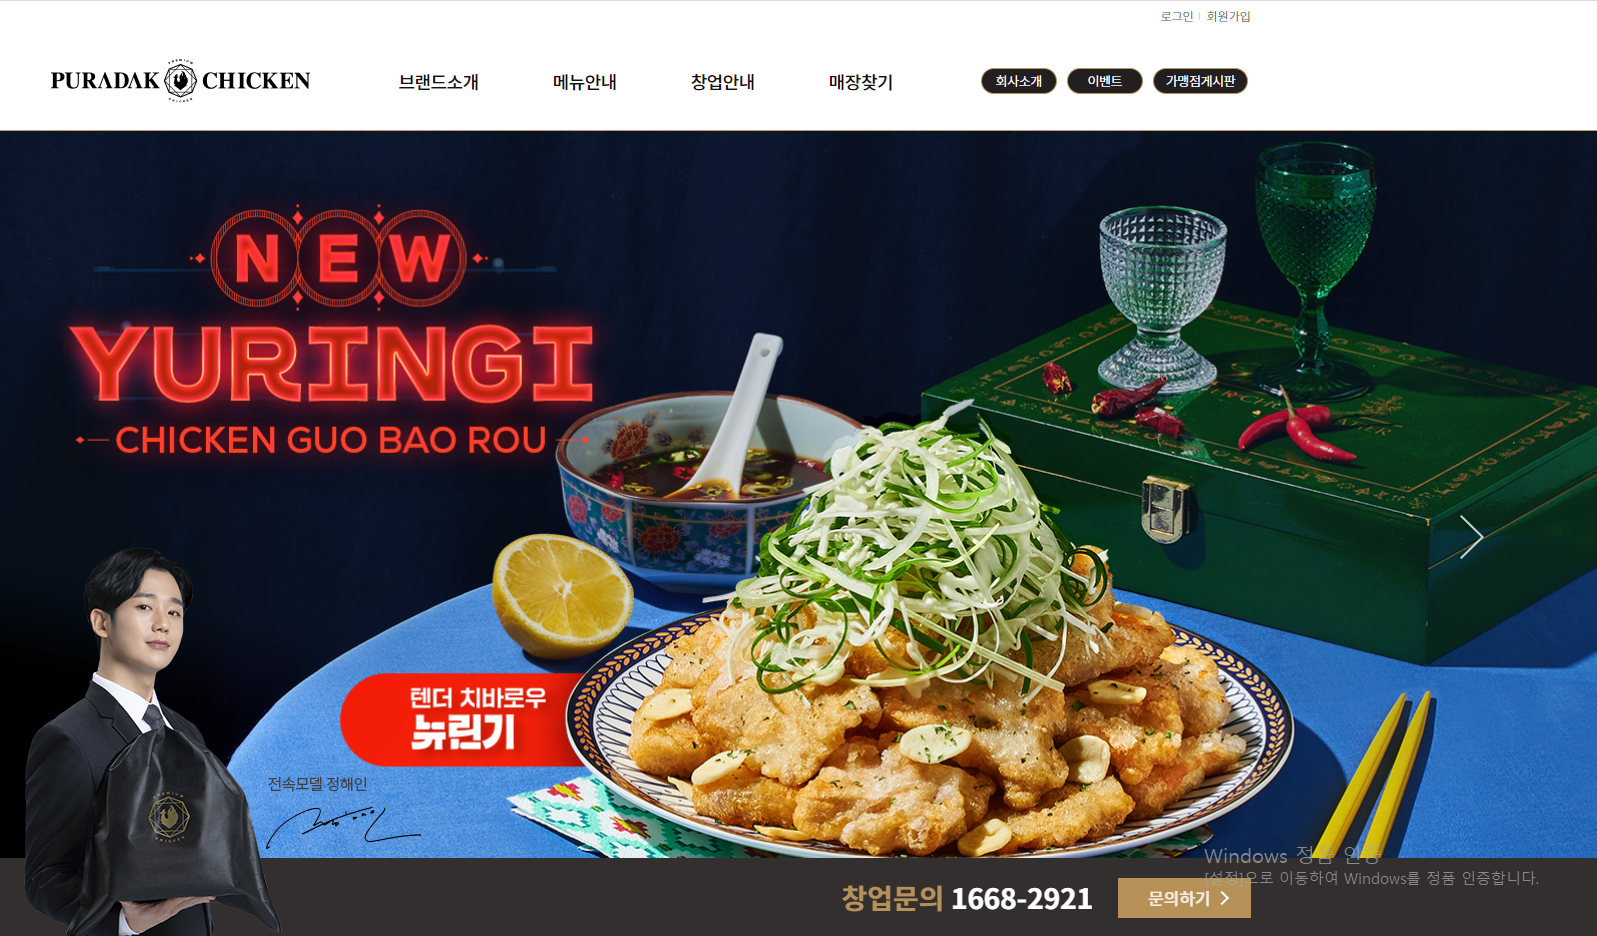 로그인 | 회원가입
PURADAK CHICKEN
PREMIUM
CHICKEN
브랜드소개 메뉴안내 창업안내 매장찾기
회사소개 이벤트 가맹점게시판
NEW
YURINGI
CHICKEN GUO BAO ROU
텐더 치바로우
뉴린기
전속모델 정해인
PREMIUM
CHICKEN
창업문의 1668-2921
문의하기
Windows 정품 인증
[설정]으로 이동하여 Windows를 정품 인증합니다.